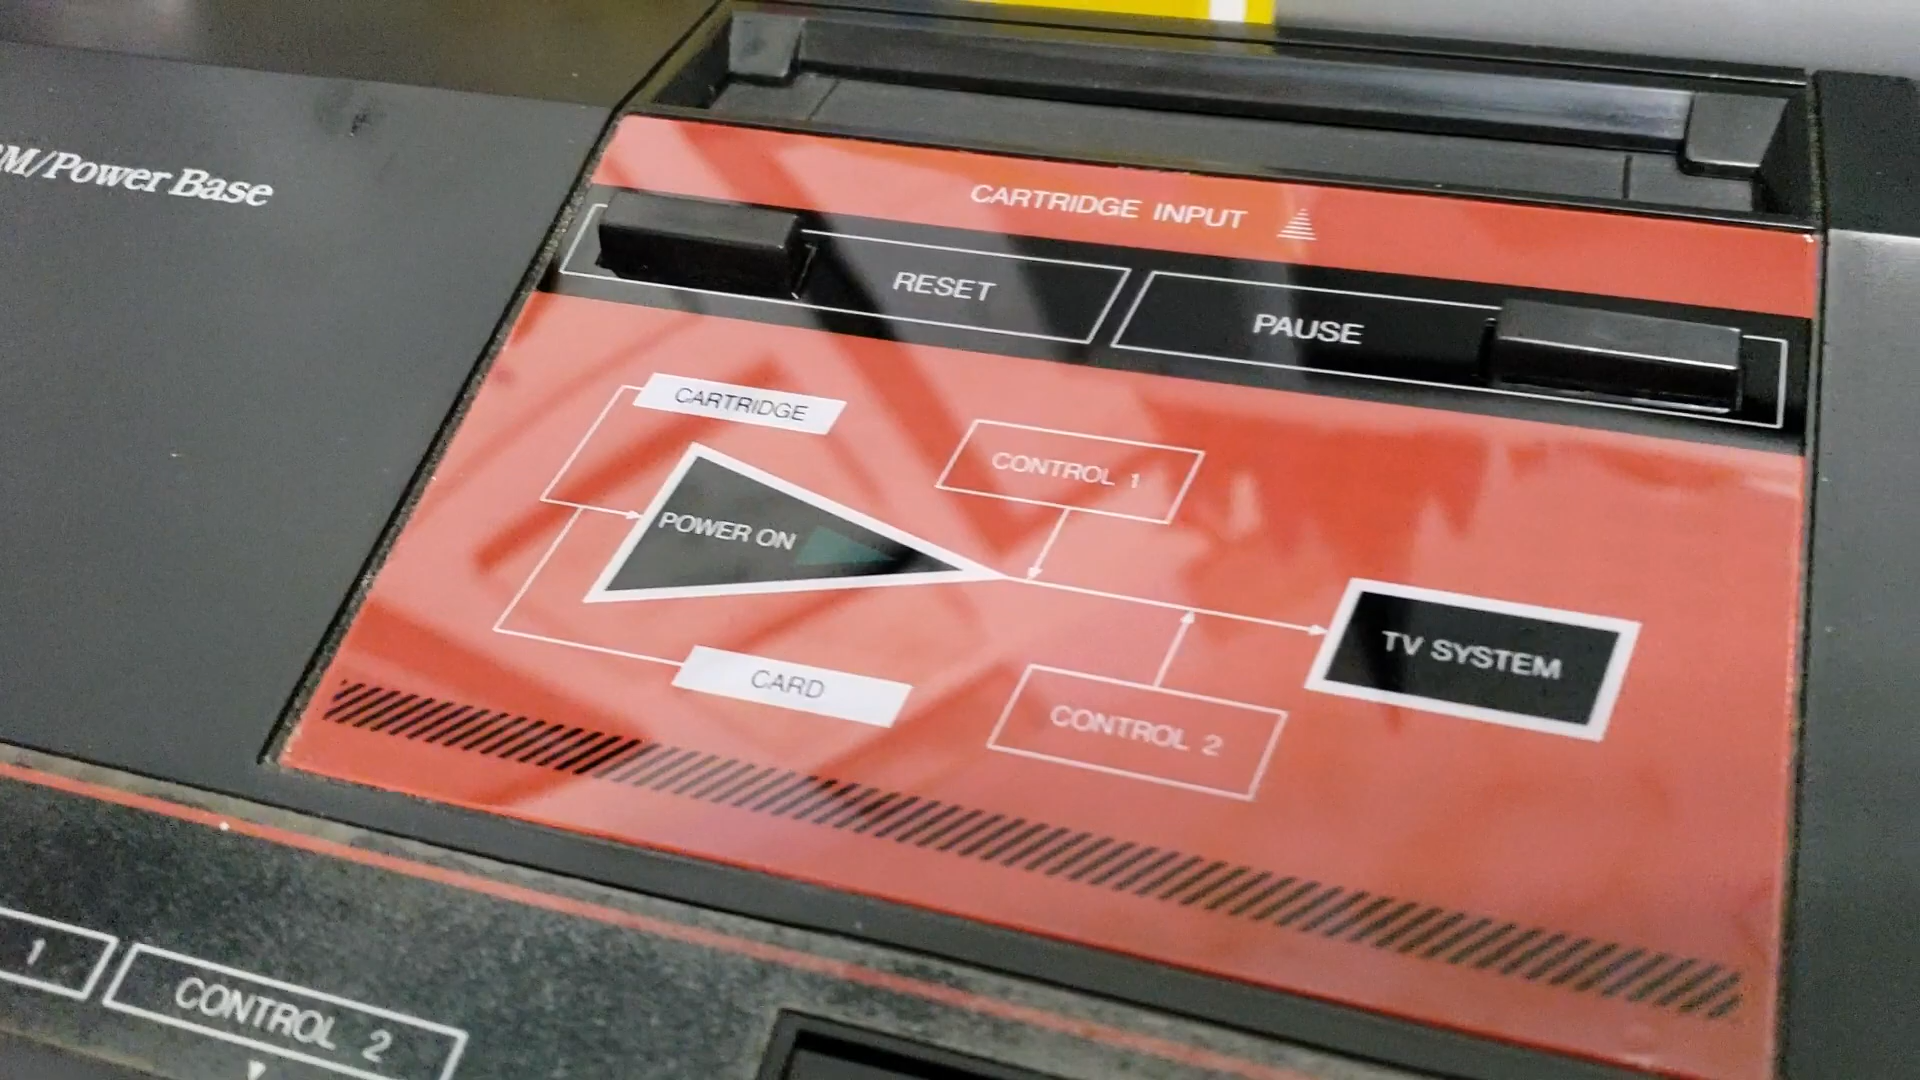 M/Power Base
CARTRIDGE INPUT
RESET
PAUSE
CARTRIDGE
CONTROL 1
POWER ON
TV SYSTEM
CARD
CONTROL 2
1
CONTROL 2